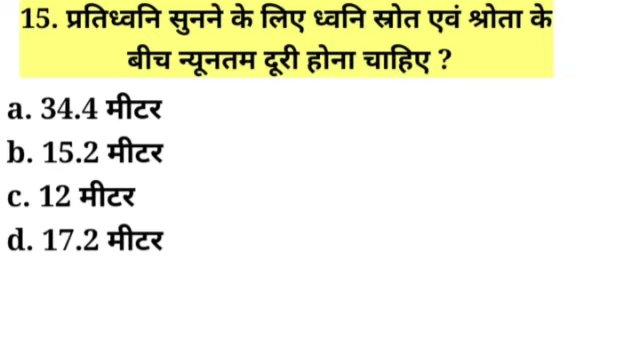 15. प्रतिध्वनि सुनने के लिए ध्वनि स्रोत एवं श्रोता के
बीच न्यूनतम दूरी होना चाहिए ?
a. 34.4 मीटर
b. 15.2 मीटर
c. 12 मीटर
d. 17.2 मीटर